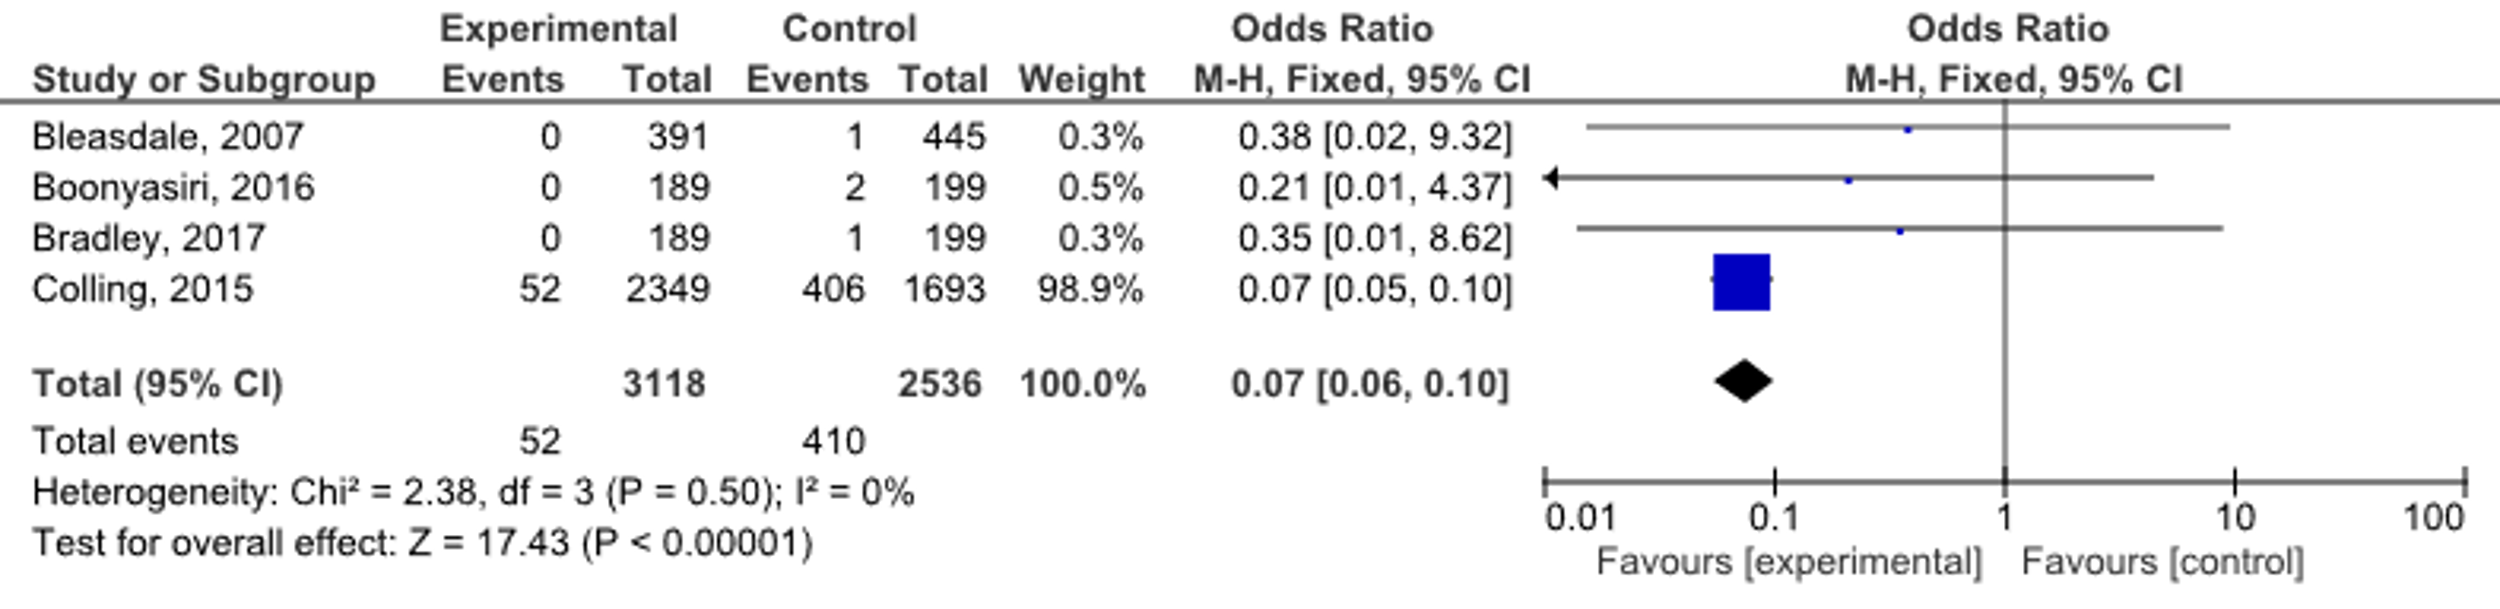 Experimental Control Odds Ratio Odds Ratio
Study or Subgroup Events Total Events Total Weight M-H, Fixed, 95% CI M-H, Fixed, 95% CI
Bleasdale, 2007 0 391 1 445 0.3% 0.38 [0.02, 9.32]
Boonyasiri, 2016 0 189 2 199 0.5% 0.21 [0.01, 4.37]
Bradley, 2017 0 189 1 199 0.3% 0.35 [0.01, 8.62]
Colling, 2015 52 2349 406 1693 98.9% 0.07 [0.05, 0.10]
Total (95% CI) 3118 2536 100.0% 0.07 [0.06, 0.10]
Total events 52 410
Heterogeneity: Chi² = 2.38, df = 3 (P = 0.50); I² = 0%
Test for overall effect: Z = 17.43 (P < 0.00001)
0.01 0.1 1 10 100
Favours [experimental] Favours [control]